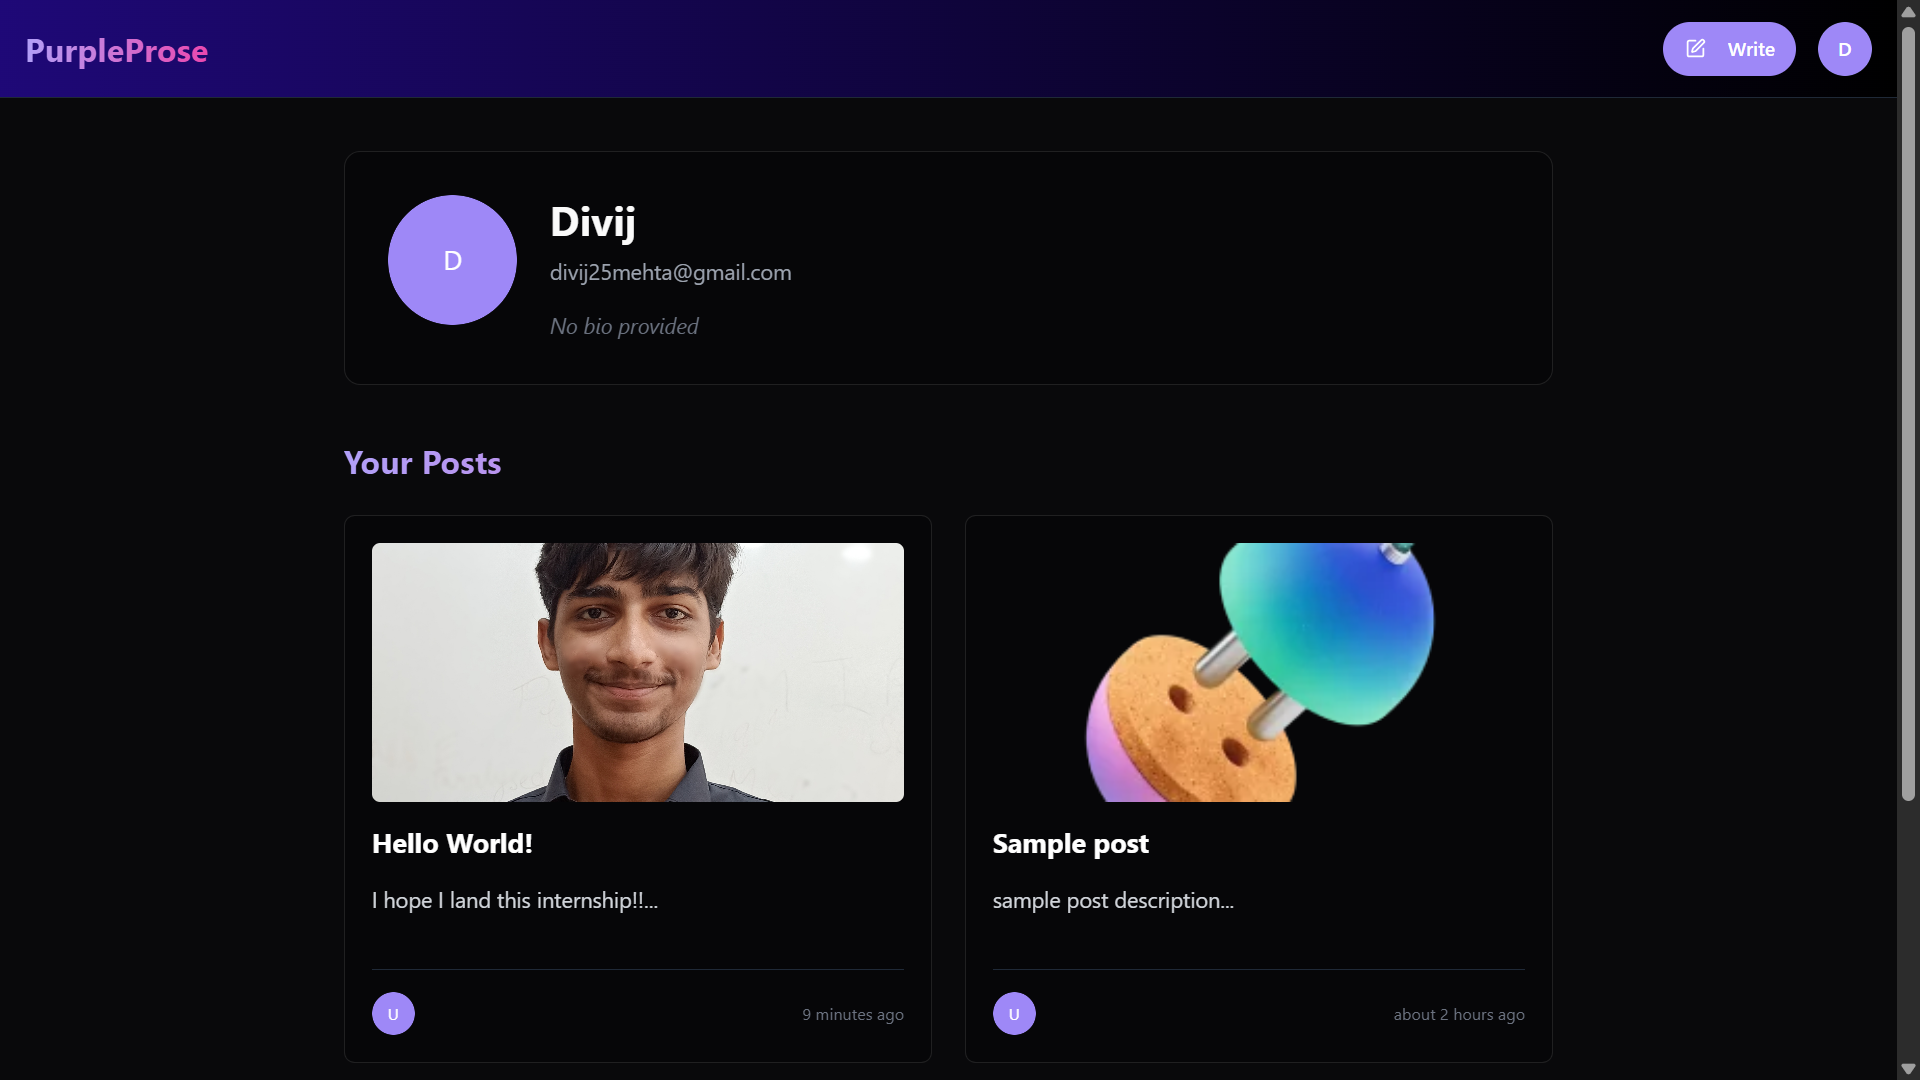 PurpleProse
Write
D
D
Divij
divij25mehta@gmail.com
No bio provided
Your Posts
Hello World!
I hope I land this internship!!...
U
9 minutes ago
Sample post
sample post description...
U
about 2 hours ago